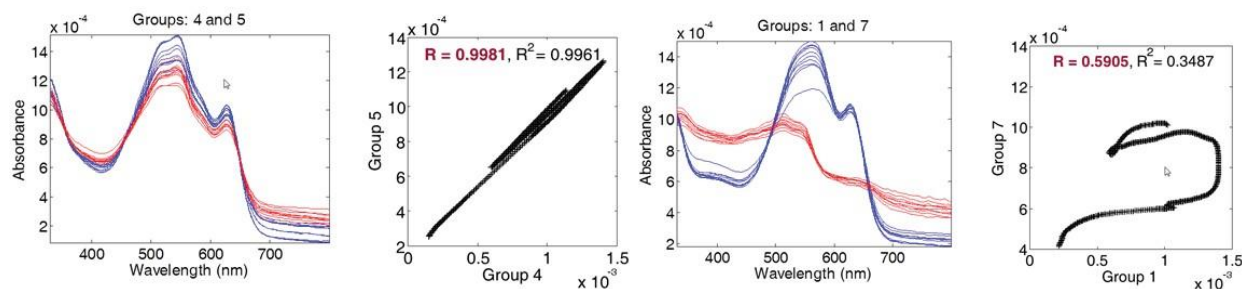 Groups: 4 and 5
x 10⁻⁴
14
12
10
8
6
4
2
Absorbance
400 500 600 700
Wavelength (nm)
x 10⁻⁴
14
12
10
8
6
4
2
Group 5
R = 0.9981, R² = 0.9961
0 0.5 1 1.5
Group 4 x 10⁻³
Groups: 1 and 7
x 10⁻⁴
14
12
10
8
6
4
2
Absorbance
400 500 600 700
Wavelength (nm)
x 10⁻⁴
14
12
10
8
6
4
Group 7
R = 0.5905, R² = 0.3487
0 0.5 1 1.5
Group 1 x 10⁻³